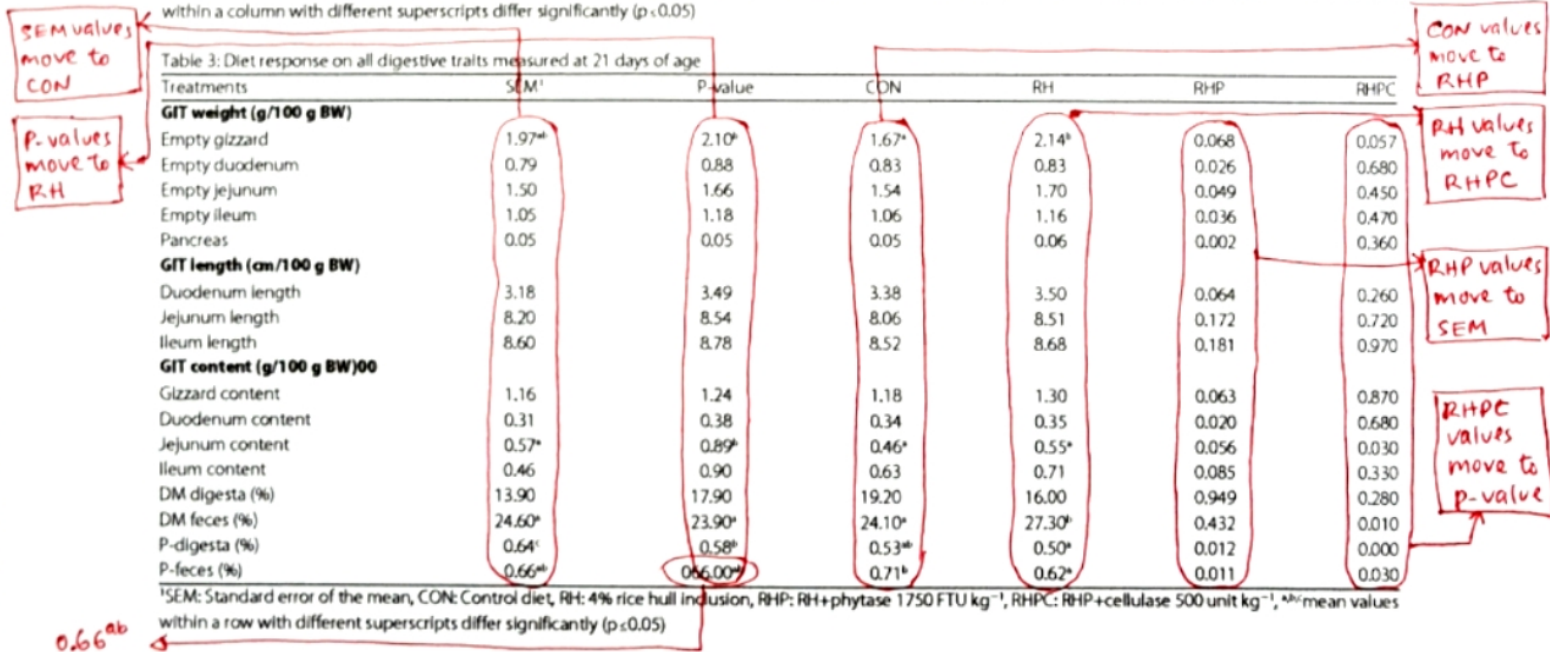 within a column with different superscripts differ significantly (p≤0.05)
SEM values
move to
CON
P-values
move to
RH
CON values
move to
RHP
RH values
move to
RHPC
RHP values
move to
SEM
RHPC
values
move to
p-value
Table 3: Diet response on all digestive traits measured at 21 days of age
Treatments SEM¹ P-value CON RH RHP RHPC
GIT weight (g/100 g BW)
Empty gizzard 1.97ᵃᵇ 2.10ᵇ 1.67ᵃ 2.14ᵇ 0.068 0.057
Empty duodenum 0.79 0.88 0.83 0.83 0.026 0.680
Empty jejunum 1.50 1.66 1.54 1.70 0.049 0.450
Empty ileum 1.05 1.18 1.06 1.16 0.036 0.470
Pancreas 0.05 0.05 0.05 0.06 0.002 0.360
GIT length (cm/100 g BW)
Duodenum length 3.18 3.49 3.38 3.50 0.064 0.260
Jejunum length 8.20 8.54 8.06 8.51 0.172 0.720
Ileum length 8.60 8.78 8.52 8.68 0.181 0.970
GIT content (g/100 g BW)00
Gizzard content 1.16 1.24 1.18 1.30 0.063 0.870
Duodenum content 0.31 0.38 0.34 0.35 0.020 0.680
Jejunum content 0.57ᵃ 0.89ᵇ 0.46ᵃ 0.55ᵃ 0.056 0.030
Ileum content 0.46 0.90 0.63 0.71 0.085 0.330
DM digesta (%) 13.90 17.90 19.20 16.00 0.949 0.280
DM feces (%) 24.60ᵃ 23.90ᵃ 24.10ᵃ 27.30ᵇ 0.432 0.010
P-digesta (%) 0.64ᶜ 0.58ᵇ 0.53ᵃᵇ 0.50ᵃ 0.012 0.000
P-feces (%) 0.66ᵃᵇ 066.00ᵃᵇ 0.71ᵇ 0.62ᵃ 0.011 0.030
¹SEM: Standard error of the mean, CON: Control diet, RH: 4% rice hull inclusion, RHP: RH+phytase 1750 FTU kg⁻¹, RHPC: RHP+cellulase 500 unit kg⁻¹, ᵃ,ᵇ,ᶜmean values
within a row with different superscripts differ significantly (p≤0.05)
0.66ᵃᵇ